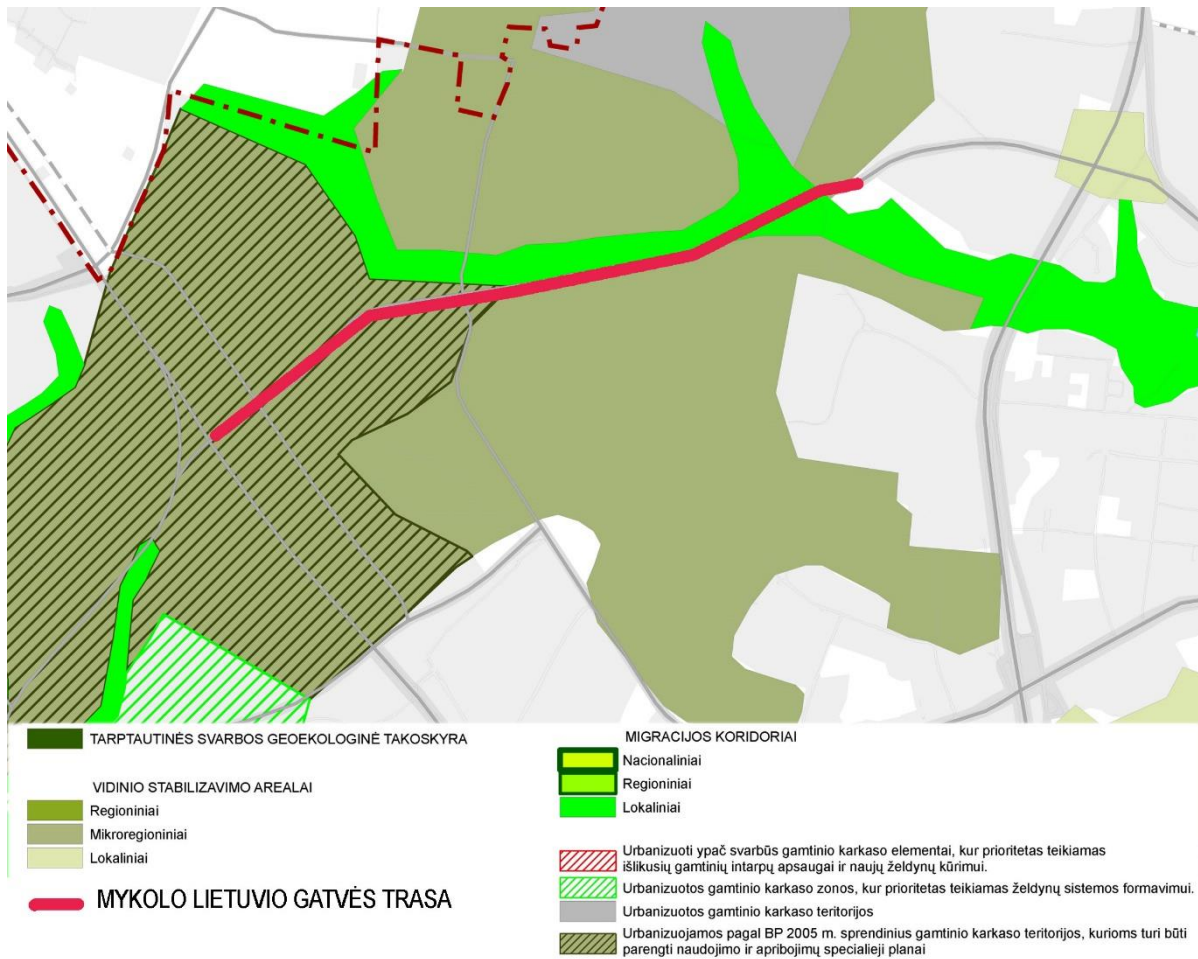 TARPTAUTINĖS SVARBOS GEOEKOLOGINĖ TAKOSKYRA
VIDINIO STABILIZAVIMO AREALAI
Regioniniai
Mikroregioniniai
Lokaliniai
MYKOLO LIETUVIO GATVĖS TRASA
MIGRACIJOS KORIDORIAI
Nacionaliniai
Regioniniai
Lokaliniai
Urbanizuoti ypač svarbūs gamtinio karkaso elementai, kur prioritetas teikiamas
išlikusių gamtinių intarpų apsaugai ir naujų želdynų kūrimui.
Urbanizuotos gamtinio karkaso zonos, kur prioritetas teikiamas želdynų sistemos formavimui.
Urbanizuotos gamtinio karkaso teritorijos
Urbanizuojamos pagal BP 2005 m. sprendinius gamtinio karkaso teritorijos, kurioms turi būti
parengti naudojimo ir apribojimų specialieji planai